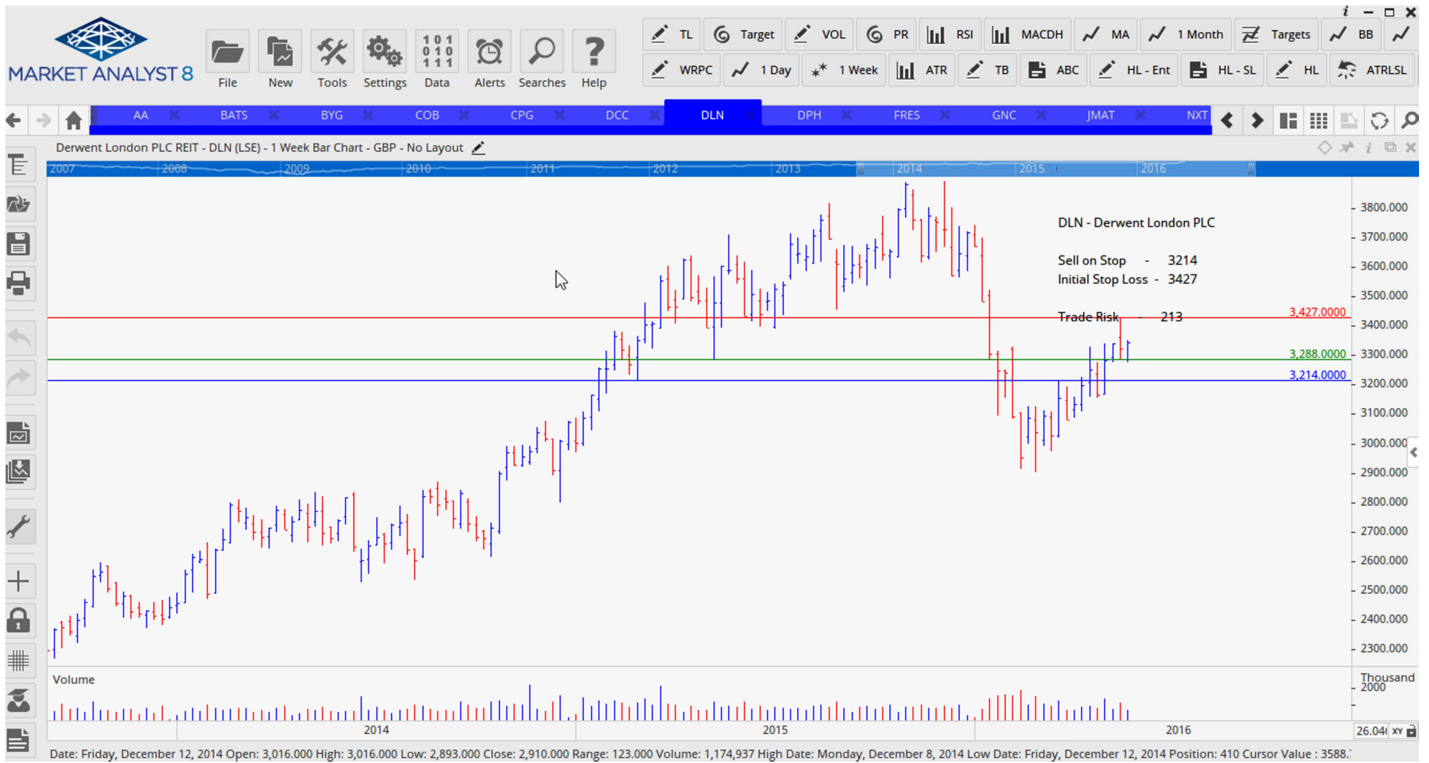 MARKET ANALYST 8
File New Tools Settings Data Alerts Searches Help
TL Target VOL PR RSI MACDH MA 1 Month Targets BB
WRPC 1 Day 1 Week ATR TB ABC HL - Ent HL - SL HL ATRLSL
AA BATS BYG COB CPG DCC DLN DPH FRES GNC JMAT NXT
Derwent London PLC REIT - DLN (LSE) - 1 Week Bar Chart - GBP - No Layout
2007 2008 2009 2010 2011 2012 2013 2014 2015 2016
DLN - Derwent London PLC
Sell on Stop - 3214
Initial Stop Loss - 3427
Trade Risk - 213
3,427.0000
3,288.0000
3,214.0000
3800.000
3700.000
3600.000
3500.000
3400.000
3300.000
3200.000
3100.000
3000.000
2900.000
2800.000
2700.000
2600.000
2500.000
2400.000
2300.000
Volume
Thousand
2000
2014 2015 2016
26.04 XY
Date: Friday, December 12, 2014 Open: 3,016.000 High: 3,016.000 Low: 2,893.000 Close: 2,910.000 Range: 123.000 Volume: 1,174,937 High Date: Monday, December 8, 2014 Low Date: Friday, December 12, 2014 Position: 410 Cursor Value : 3588.